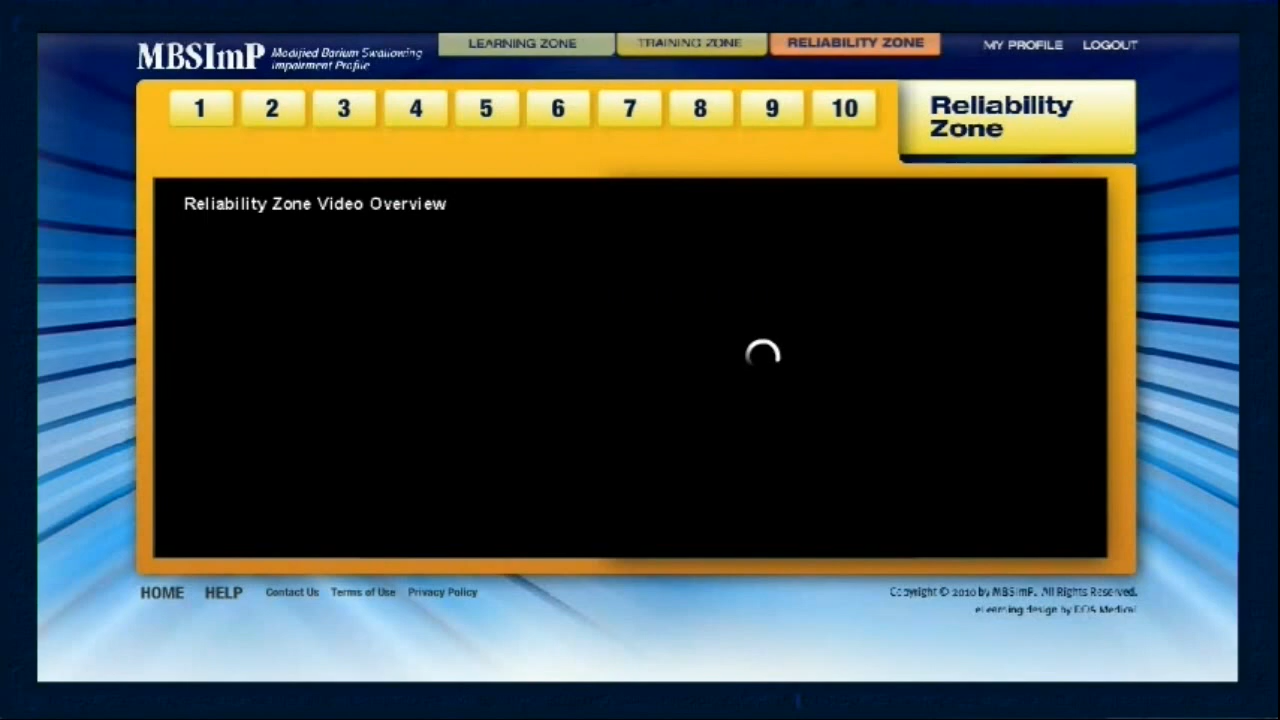 MBSImP Modified Barium Swallowing
Impairment Profile
LEARNING ZONE
TRAINING ZONE
RELIABILITY ZONE
MY PROFILE
LOGOUT
1 2 3 4 5 6 7 8 9 10
Reliability
Zone
Reliability Zone Video Overview
HOME HELP Contact Us Terms of Use Privacy Policy
Copyright © 2010 by MBSImP. All Rights Reserved.
eLearning design by EOS Medical